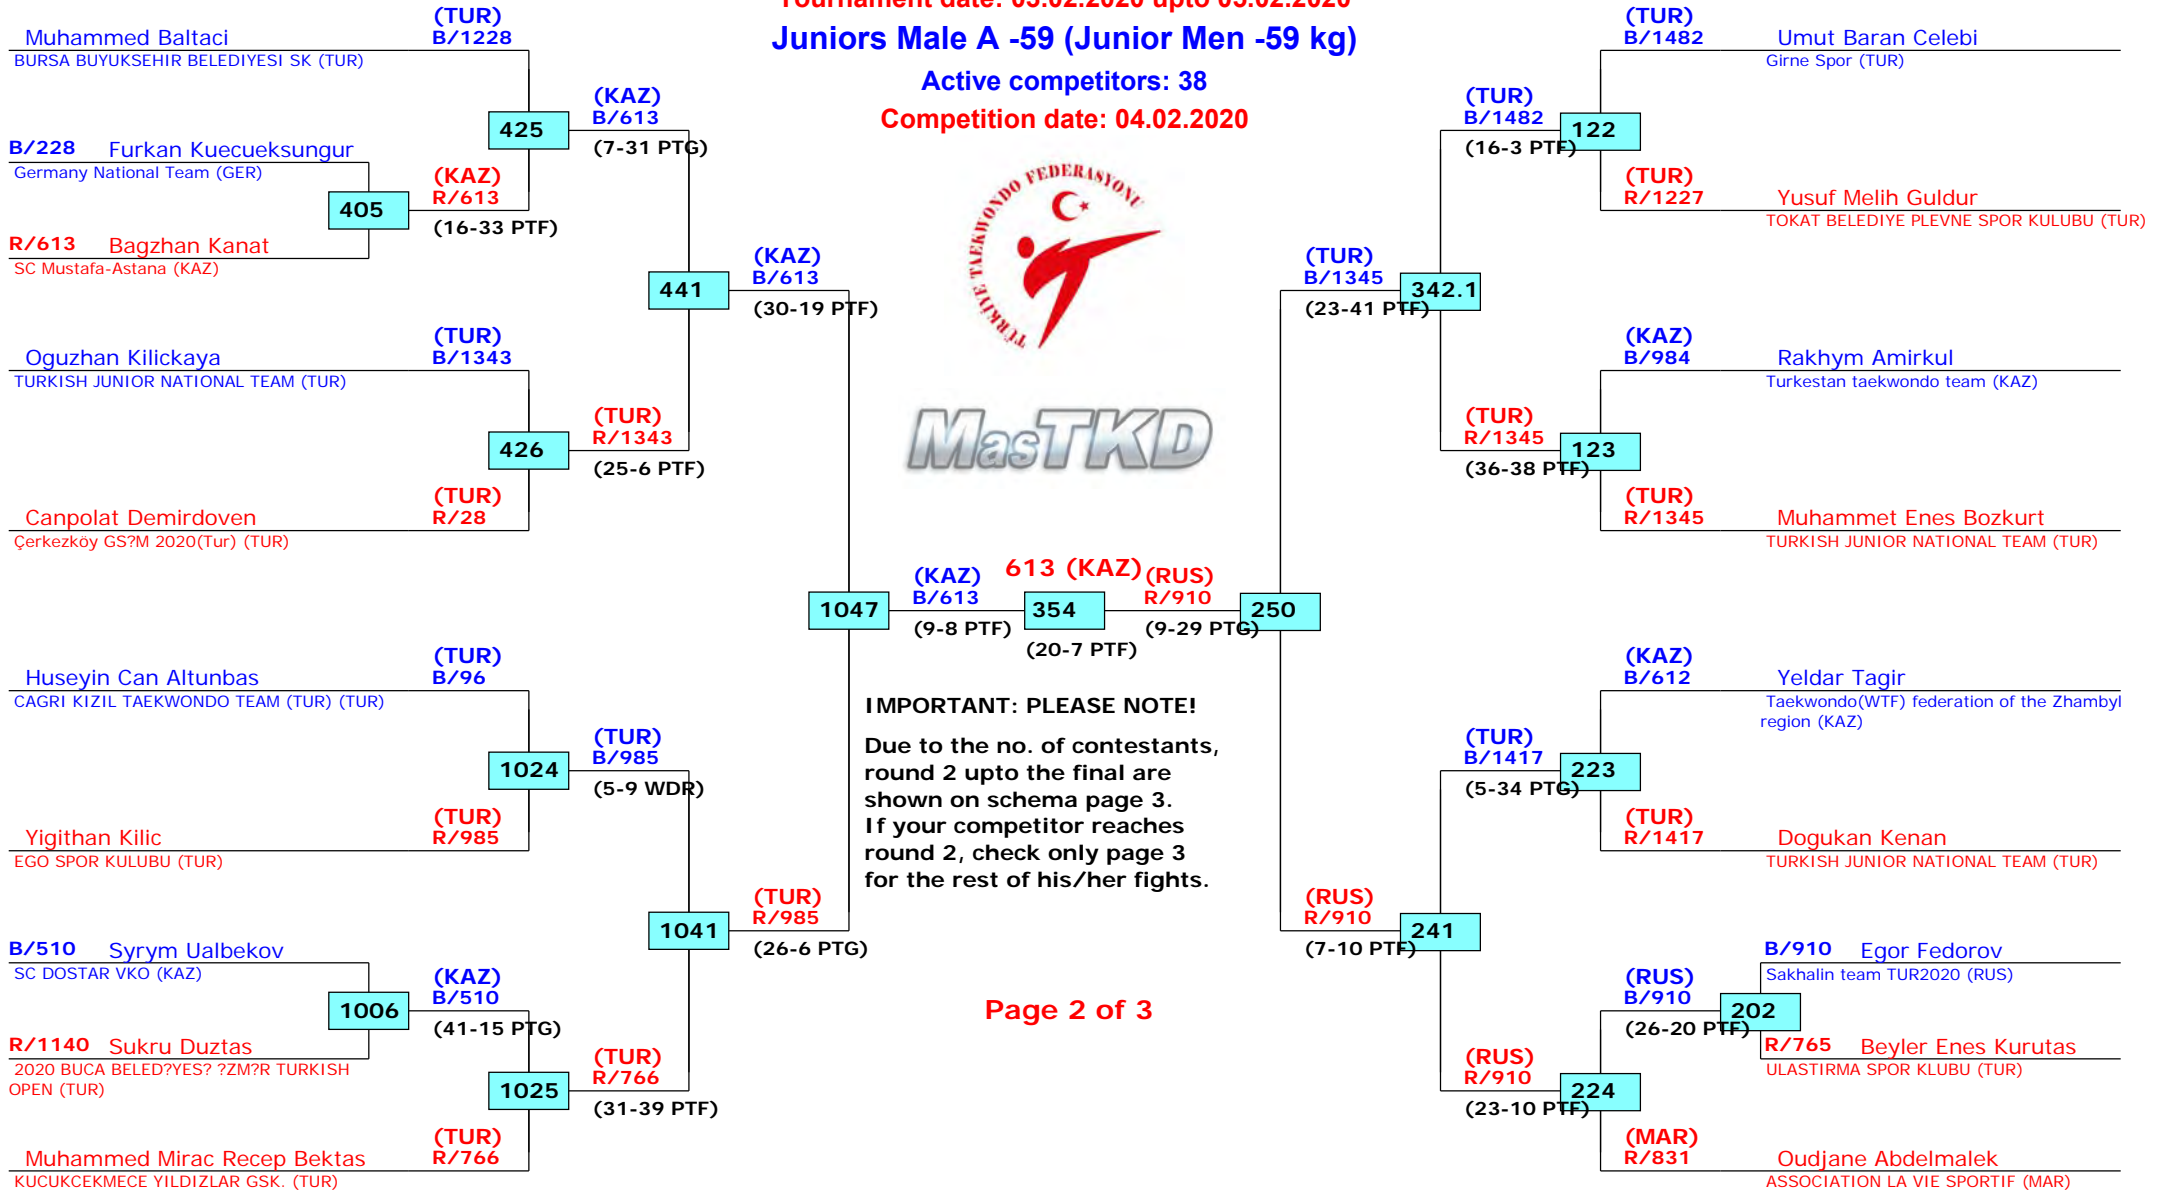 Tournament date: 03.02.2020 upto 05.02.2020
Juniors Male A -59 (Junior Men -59 kg)
Active competitors: 38
Competition date: 04.02.2020
TÜRKİYE TAEKWONDO FEDERASYONU
MasTKD
(TUR)
Muhammed Baltaci B/1228
BURSA BUYUKSEHIR BELEDIYESI SK (TUR)
425
(KAZ)
B/613
(7-31 PTG)
B/228 Furkan Kuecueksungur
Germany National Team (GER)
405
(KAZ)
R/613
(16-33 PTF)
R/613 Bagzhan Kanat
SC Mustafa-Astana (KAZ)
441
(KAZ)
B/613
(30-19 PTF)
(TUR)
Oguzhan Kilickaya B/1343
TURKISH JUNIOR NATIONAL TEAM (TUR)
426
(TUR)
R/1343
(25-6 PTF)
(TUR)
Canpolat Demirdoven R/28
Çerkezköy GS?M 2020(Tur) (TUR)
1047
(KAZ)
B/613
(9-8 PTF)
613 (KAZ)
354
(20-7 PTF)
(RUS)
R/910
(9-29 PTG)
250
(TUR)
Huseyin Can Altunbas B/96
CAGRI KIZIL TAEKWONDO TEAM (TUR) (TUR)
1024
(TUR)
B/985
(5-9 WDR)
(TUR)
Yigithan Kilic R/985
EGO SPOR KULUBU (TUR)
1041
(TUR)
R/985
(26-6 PTG)
B/510 Syrym Ualbekov
SC DOSTAR VKO (KAZ)
1006
(KAZ)
B/510
(41-15 PTG)
R/1140 Sukru Duztas
2020 BUCA BELED?YES? ?ZM?R TURKISH
OPEN (TUR)
1025
(TUR)
R/766
(31-39 PTF)
(TUR)
Muhammed Mirac Recep Bektas R/766
KUCUKCEKMECE YILDIZLAR GSK. (TUR)
IMPORTANT: PLEASE NOTE!
Due to the no. of contestants,
round 2 upto the final are
shown on schema page 3.
If your competitor reaches
round 2, check only page 3
for the rest of his/her fights.
Page 2 of 3
(TUR)
B/1482 Umut Baran Celebi
Girne Spor (TUR)
(TUR)
B/1482
(16-3 PTF)
122
(TUR)
R/1227 Yusuf Melih Guldur
TOKAT BELEDIYE PLEVNE SPOR KULUBU (TUR)
(TUR)
B/1345
(23-41 PTF)
342.1
(KAZ)
B/984 Rakhym Amirkul
Turkestan taekwondo team (KAZ)
(TUR)
R/1345
(36-38 PTF)
123
(TUR)
R/1345 Muhammet Enes Bozkurt
TURKISH JUNIOR NATIONAL TEAM (TUR)
(KAZ)
B/612 Yeldar Tagir
Taekwondo(WTF) federation of the Zhambyl
region (KAZ)
(TUR)
B/1417
(5-34 PTG)
223
(TUR)
R/1417 Dogukan Kenan
TURKISH JUNIOR NATIONAL TEAM (TUR)
(RUS)
R/910
(7-10 PTF)
241
B/910 Egor Fedorov
Sakhalin team TUR2020 (RUS)
(RUS)
B/910
(26-20 PTF)
202
R/765 Beyler Enes Kurutas
ULASTIRMA SPOR KLUBU (TUR)
(RUS)
R/910
(23-10 PTF)
224
(MAR)
R/831 Oudjane Abdelmalek
ASSOCIATION LA VIE SPORTIF (MAR)